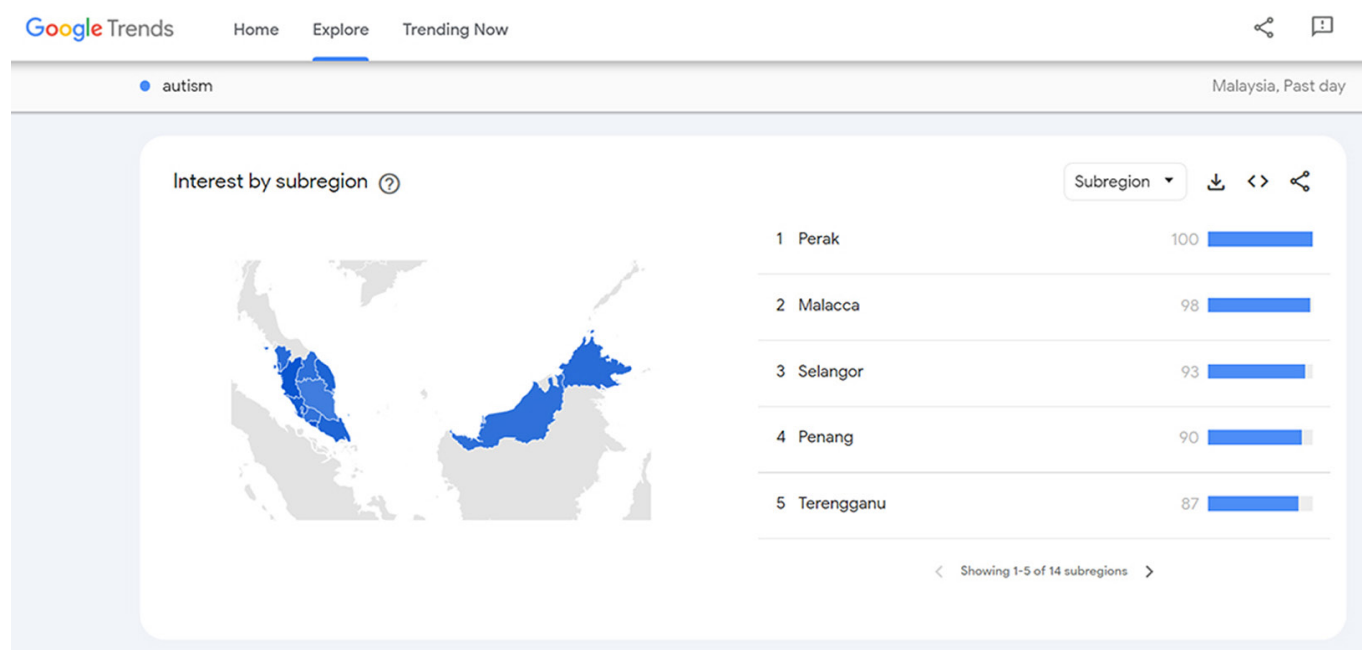 Google Trends Home Explore Trending Now
autism Malaysia, Past day
Interest by subregion Subregion
1 Perak 100
2 Malacca 98
3 Selangor 93
4 Penang 90
5 Terengganu 87
Showing 1-5 of 14 subregions